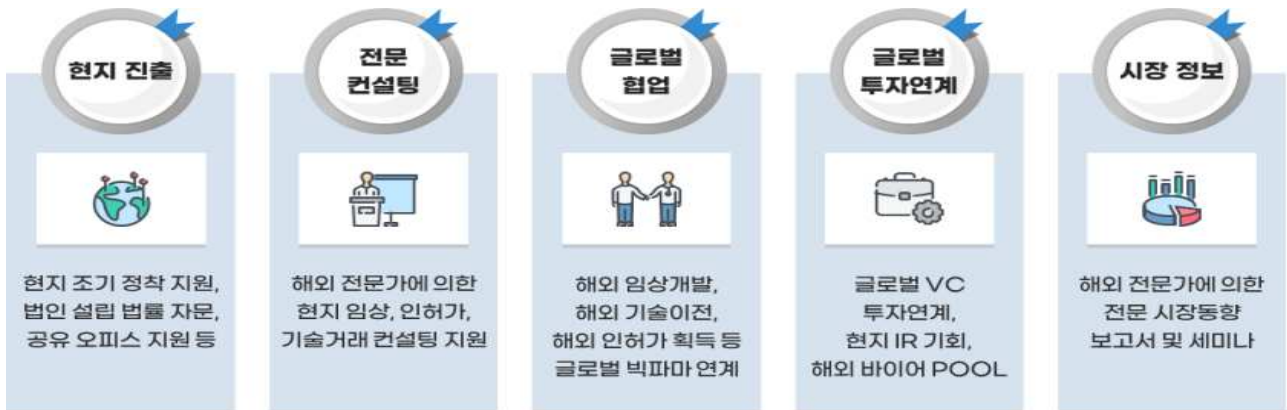 현지 진출
전문
컨설팅
글로벌
협업
글로벌
투자연계
시장 정보
현지 조기 정착 지원,
법인 설립 법률 자문,
공유 오피스 지원 등
해외 전문가에 의한
현지 임상, 인허가,
기술거래 컨설팅 지원
해외 임상개발,
해외 기술이전,
해외 인허가 획득 등
글로벌 빅파마 연계
글로벌 VC
투자연계,
현지 IR 기회,
해외 바이어 POOL
해외 전문가에 의한
전문 시장동향
보고서 및 세미나